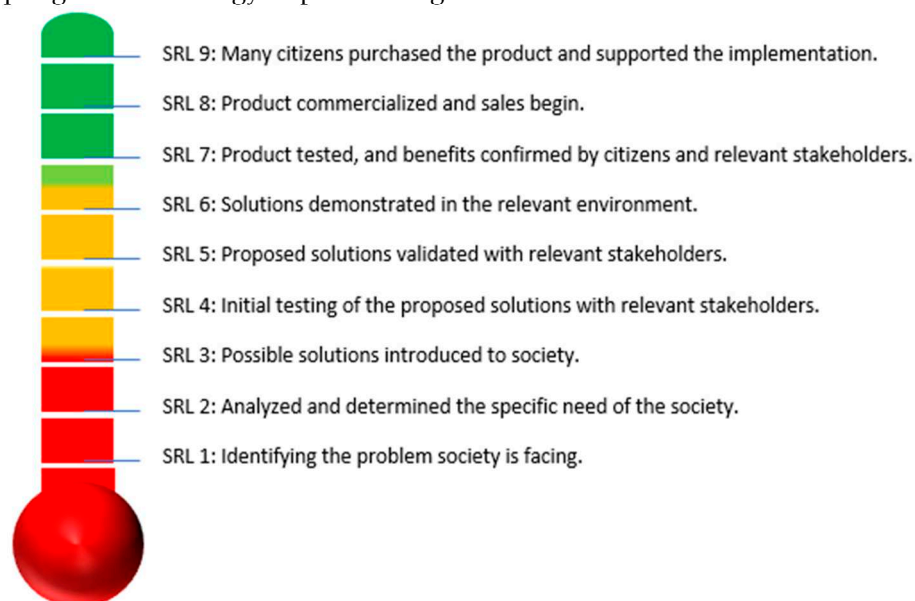 SRL 9: Many citizens purchased the product and supported the implementation.
SRL 8: Product commercialized and sales begin.
SRL 7: Product tested, and benefits confirmed by citizens and relevant stakeholders.
SRL 6: Solutions demonstrated in the relevant environment.
SRL 5: Proposed solutions validated with relevant stakeholders.
SRL 4: Initial testing of the proposed solutions with relevant stakeholders.
SRL 3: Possible solutions introduced to society.
SRL 2: Analyzed and determined the specific need of the society.
SRL 1: Identifying the problem society is facing.